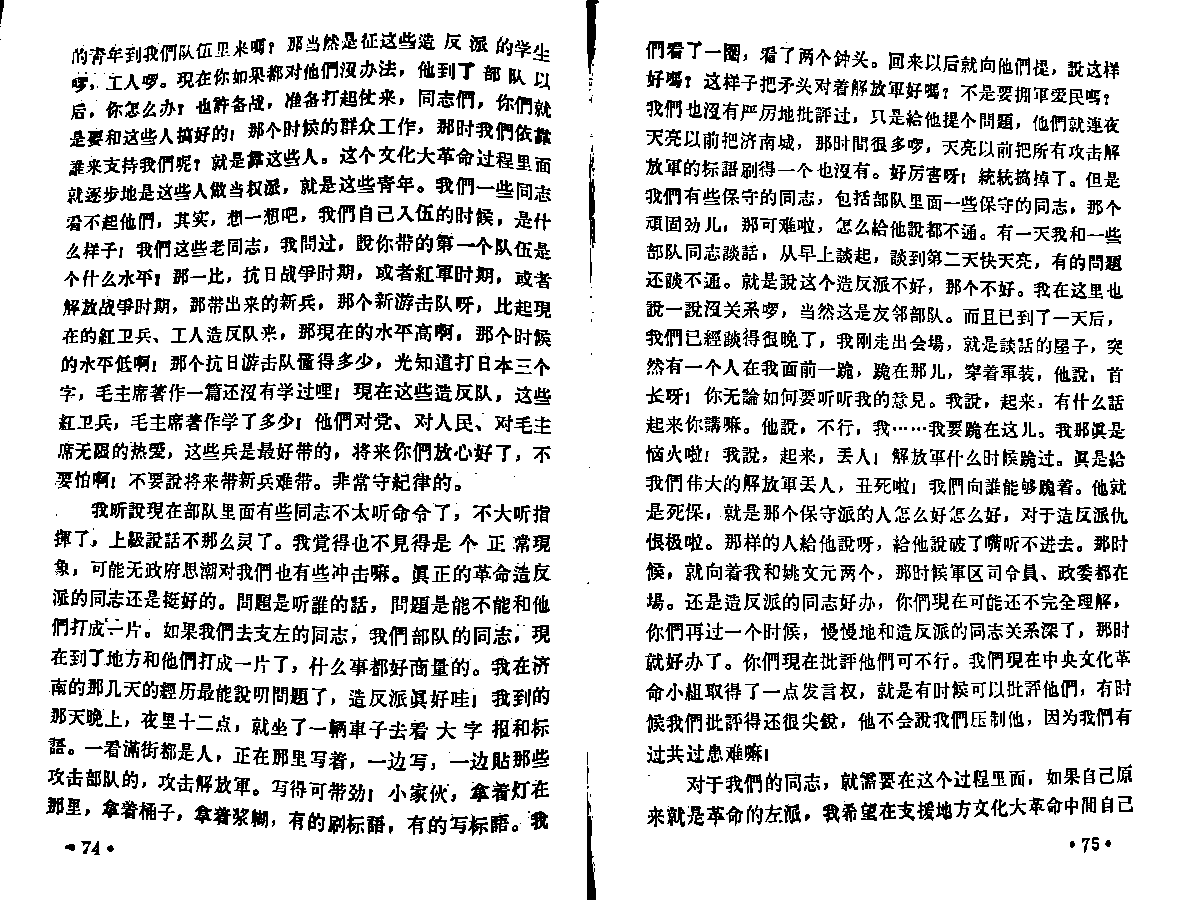 的青年到我們队伍里来嗎？那当然是征这些造反派的学生
啰，工人啰。现在你如果都对他們沒办法，他到了部队以
后，你怎么办？也許备战，准备打起仗来，同志們，你們就
是要和这些人搞好的！那个时候的群众工作，那时我們依靠
誰来支持我們呢？就是靠这些人。这个文化大革命过程里面
就逐步地是这些人做当权派，就是这些青年。我們一些同志
看不起他們，其实，想一想吧，我們自己入伍的时候，是什
么样子！我們这些老同志，我問过，說你带的第一个队伍是
个什么水平？那一比，抗日战爭时期，或者紅軍时期，或者
解放战爭时期，那带出来的新兵，那个新游击队呀，比起現
在的紅卫兵、工人造反队来，那現在的水平高啊，那个时候
的水平低啊！那个抗日游击队懂得多少，光知道打日本三个
字，毛主席著作一篇还沒有学过哩！現在这些造反队，这些
紅卫兵，毛主席著作学了多少！他們对党、对人民、对毛主
席无限的热爱，这些兵是最好带的，将来你們放心好了，不
要怕啊！不要說将来带新兵难带。非常守紀律的。
我听說現在部队里面有些同志不太听命令了，不大听指
揮了，上級說話不那么灵了。我覚得也不見得是个正常現
象，可能无政府思潮对我們也有些冲击嘛。眞正的革命造反
派的同志还是挺好的。問題是听誰的話，問題是能不能和他
們打成一片。如果我們去支左的同志，我們部队的同志，現
在到了地方和他們打成一片了，什么事都好商量的。我在济
南的那几天的經历最能說明問題了，造反派眞好哇！我到的
那天晚上，夜里十二点，就坐了一輛車子去看大字报和标
語。一看滿街都是人，正在那里写着，一边写，一边貼那些
攻击部队的，攻击解放軍。写得可带劲！小家伙，拿着灯在
那里，拿着桶子，拿着浆糊，有的刷标語，有的写标語。我
•74•
們看了一圈，看了两个钟头。回来以后就向他們提，說这样
好嗎？这样子把矛头对着解放軍好嗎？不是要拥軍爱民嗎？
我們也沒有严厉地批評过，只是給他提个問題，他們就連夜
天亮以前把济南城，那时間很多啰，天亮以前把所有攻击解
放軍的标語刷得一个也沒有。好厉害呀！統統搞掉了。但是
我們有些保守的同志，包括部队里面一些保守的同志，那个
頑固劲儿，那可难啦，怎么給他說都不通。有一天我和一些
部队同志談話，从早上談起，談到第二天快天亮，有的問題
还談不通。就是說这个造反派不好，那个不好。我在这里也
說一說沒关系啰，当然这是友邻部队。而且已到了一天后，
我們已經談得很晚了，我刚走出会場，就是談話的屋子，突
然有一个人在我面前一跪，跪在那儿，穿着軍装，他說：首
长呀！你无論如何要听听我的意見。我說，起来，有什么話
起来你講嘛。他說，不行，我……我要跪在这儿。我那眞是
恼火啦！我說，起来，丢人！解放軍什么时候跪过。眞是給
我們伟大的解放軍丢人，丑死啦！我們向誰能够跪着。他就
是死保，就是那个保守派的人怎么好怎么好，对于造反派仇
恨极啦。那样的人給他說呀，給他說破了嘴听不进去。那时
候，就向着我和姚文元两个，那时候軍区司令員、政委都在
場。还是造反派的同志好办，你們現在可能还不完全理解，
你們再过一个时候，慢慢地和造反派的同志关系深了，那时
就好办了。你們現在批評他們可不行。我們現在中央文化革
命小組取得了一点发言权，就是有时候可以批評他們，有时
候我們批評得还很尖銳，他不会說我們压制他，因为我們有
过共过患难嘛！
对于我們的同志，就需要在这个过程里面，如果自己原
来就是革命的左派，我希望在支援地方文化大革命中間自己
•75•